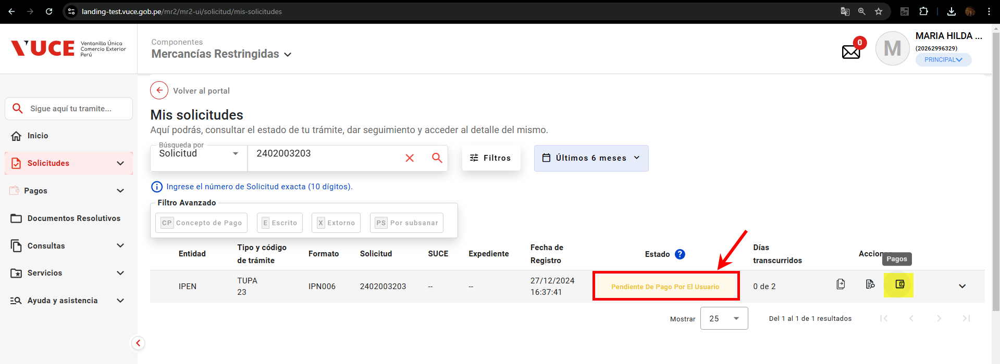 landing-test.vuce.gob.pe/mr2/mr2-ui/solicitud/mis-solicitudes
VUCE
Ventanilla Única
Comercio Exterior
Perú
Componentes
Mercancías Restringidas
0
M
MARIA HILDA ...
(20262996329)
PRINCIPAL
Sigue aquí tu tramite...
Inicio
Solicitudes
Pagos
Documentos Resolutivos
Consultas
Servicios
Ayuda y asistencia
Volver al portal
Mis solicitudes
Aquí podrás, consultar el estado de tu trámite, dar seguimiento y acceder al detalle del mismo.
Búsqueda por
Solicitud
2402003203
Filtros
Últimos 6 meses
Ingrese el número de Solicitud exacta (10 dígitos).
Filtro Avanzado
CP Concepto de Pago
E Escrito
X Extorno
PS Por subsanar
Entidad
Tipo y código
de trámite
Formato
Solicitud
SUCE
Expediente
Fecha de
Registro
Estado ?
Días
transcurridos
Pagos
IPEN
TUPA
23
IPN006
2402003203
--
--
27/12/2024
16:37:41
Pendiente De Pago Por El Usuario
0 de 2
Mostrar
25
Del 1 al 1 de 1 resultados